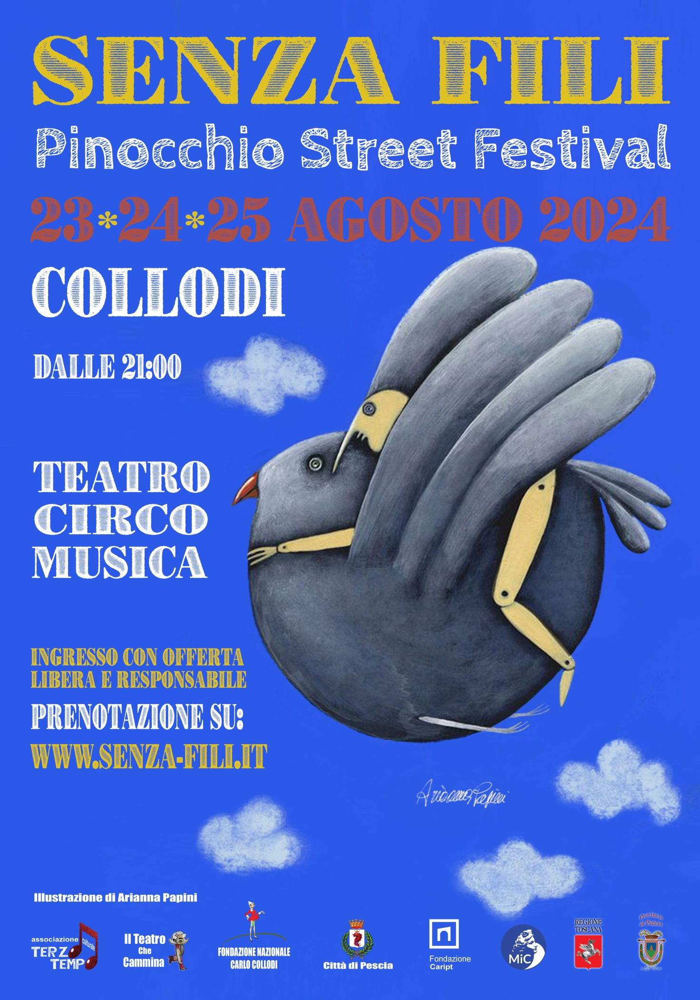 SENZA FILI
Pinocchio Street Festival
23*24*25 AGOSTO 2024
COLLODI
DALLE 21:00
TEATRO
CIRCO
MUSICA
INGRESSO CON OFFERTA
LIBERA E RESPONSABILE
PRENOTAZIONE SU:
WWW.SENZA-FILI.IT
Arianna Papini
Illustrazione di Arianna Papini
associazione
culturale
TERZO
TEMPO
Il Teatro
Che
Cammina
FONDAZIONE NAZIONALE
CARLO COLLODI
Città di Pescia
Fondazione
Caript
MiC
REGIONE
TOSCANA
Provincia
di Pistoia